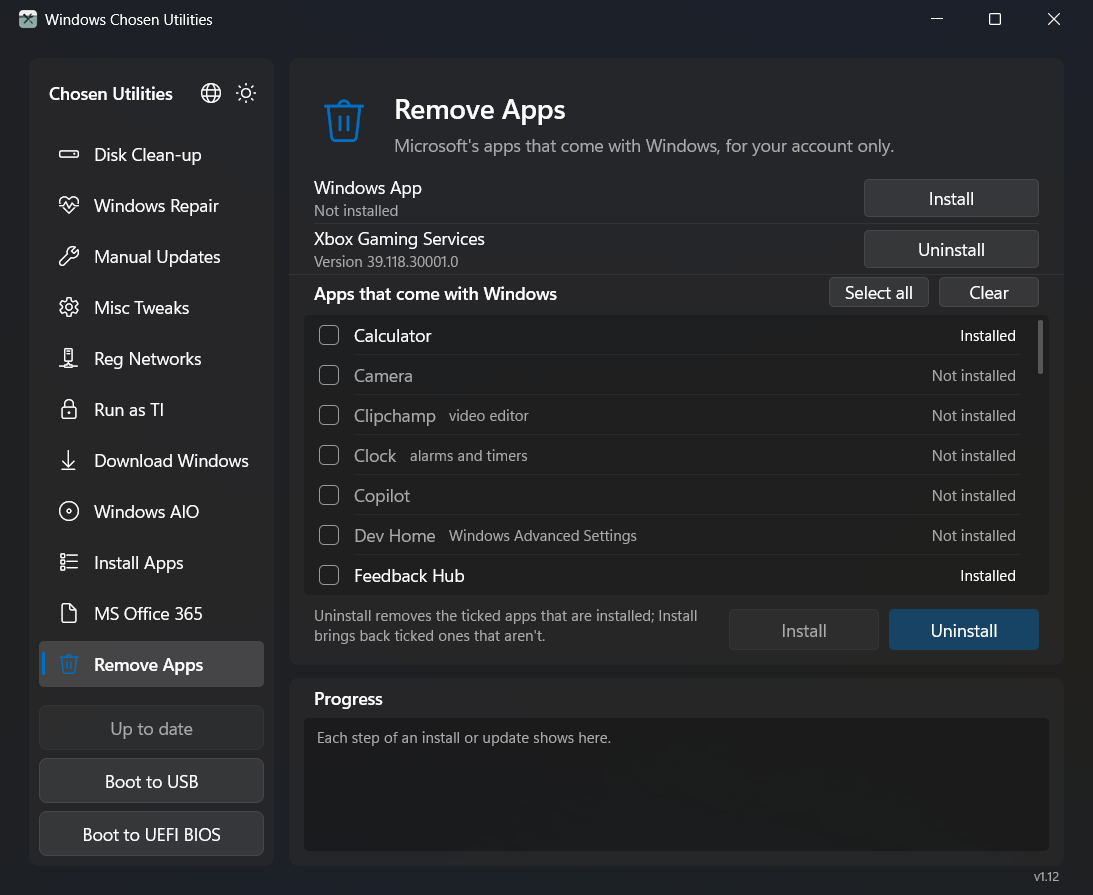 Windows Chosen Utilities
Chosen Utilities
Disk Clean-up
Windows Repair
Manual Updates
Misc Tweaks
Reg Networks
Run as TI
Download Windows
Windows AIO
Install Apps
MS Office 365
Remove Apps
Up to date
Boot to USB
Boot to UEFI BIOS
Remove Apps
Microsoft's apps that come with Windows, for your account only.
Windows App
Not installed
Install
Xbox Gaming Services
Version 39.118.30001.0
Uninstall
Apps that come with Windows
Select all
Clear
Calculator Installed
Camera Not installed
Clipchamp video editor Not installed
Clock alarms and timers Not installed
Copilot Not installed
Dev Home Windows Advanced Settings Not installed
Feedback Hub Installed
Uninstall removes the ticked apps that are installed; Install
brings back ticked ones that aren't.
Install
Uninstall
Progress
Each step of an install or update shows here.
v1.12